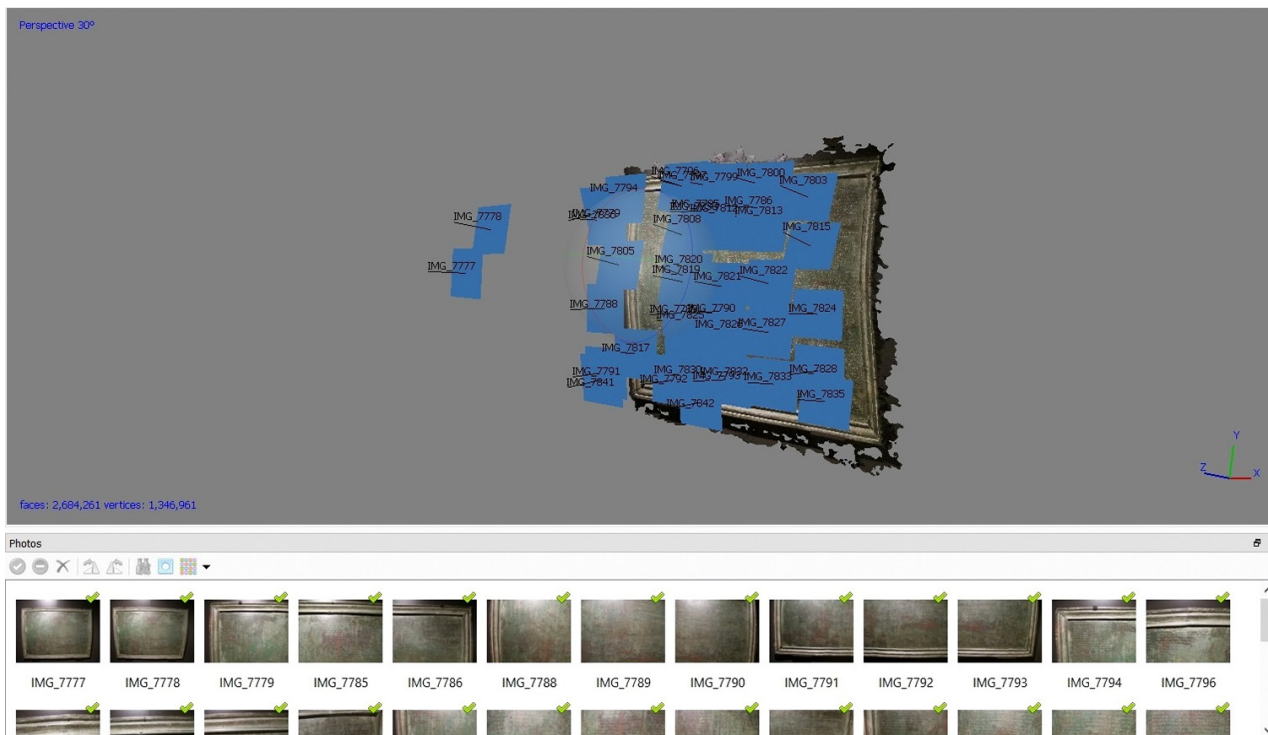 Perspective 30º
IMG_7794
IMG_7799
IMG_7800
IMG_7803
IMG_7778
IMG_7786
IMG_7813
IMG_7808
IMG_7815
IMG_7805
IMG_7777
IMG_7820
IMG_7819
IMG_7821
IMG_7822
IMG_7788
IMG_7790
IMG_7824
IMG_7827
IMG_7817
IMG_7791
IMG_7828
IMG_7841
IMG_7792
IMG_7833
IMG_7835
IMG_7842
Y
Z
X
faces: 2,684,261 vertices: 1,346,961
Photos
IMG_7777 IMG_7778 IMG_7779 IMG_7785 IMG_7786 IMG_7788 IMG_7789 IMG_7790 IMG_7791 IMG_7792 IMG_7793 IMG_7794 IMG_7796